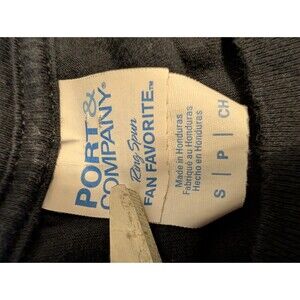 PORT &
COMPANY®
Ring Spun
FAN FAVORITE™
Made in Honduras
Fabriqué au Honduras
Hecho en Honduras
S | P | CH